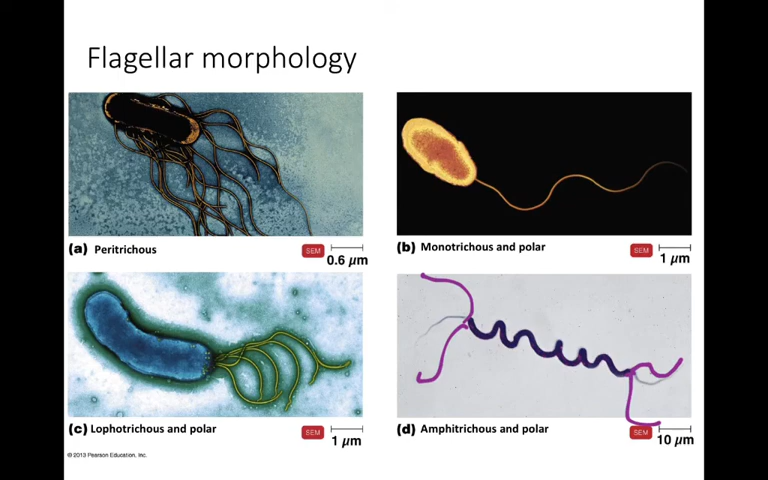 Flagellar morphology
(a) Peritrichous
SEM
0.6 µm
(b) Monotrichous and polar
SEM
1 µm
(c) Lophotrichous and polar
SEM
1 µm
(d) Amphitrichous and polar
SEM
10 µm
© 2013 Pearson Education, Inc.